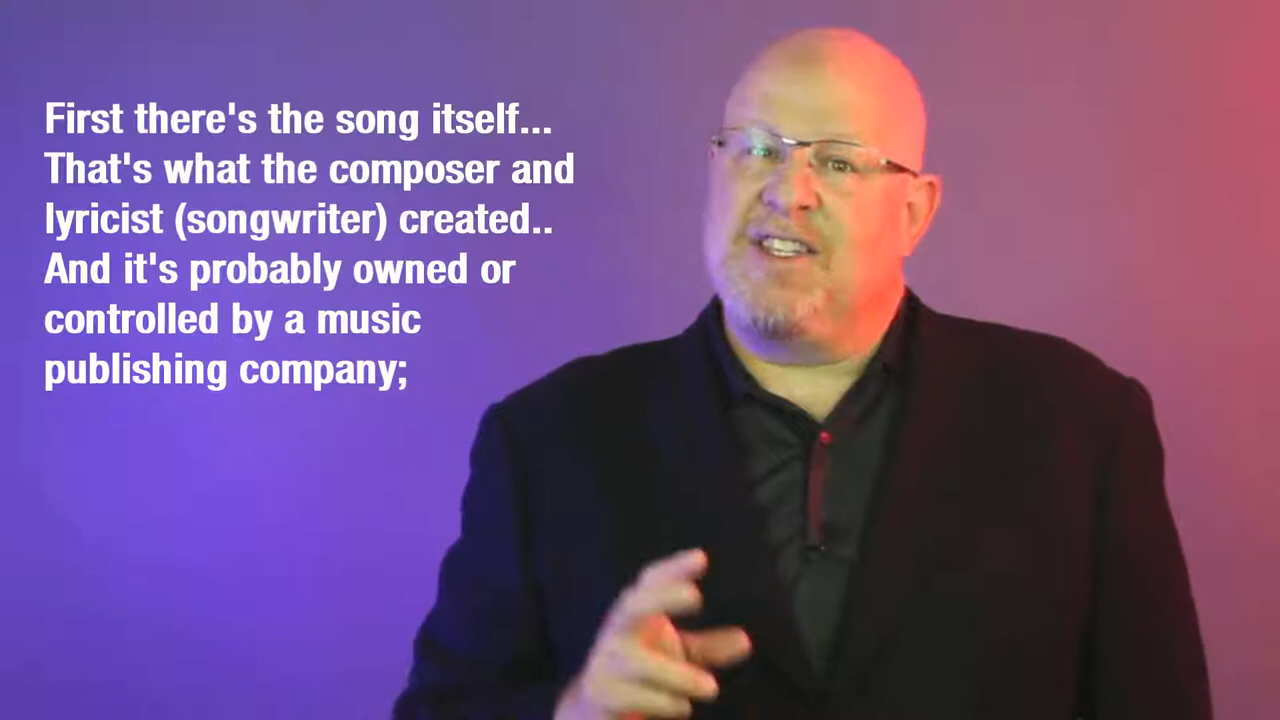 First there's the song itself...
That's what the composer and
lyricist (songwriter) created..
And it's probably owned or
controlled by a music
publishing company;